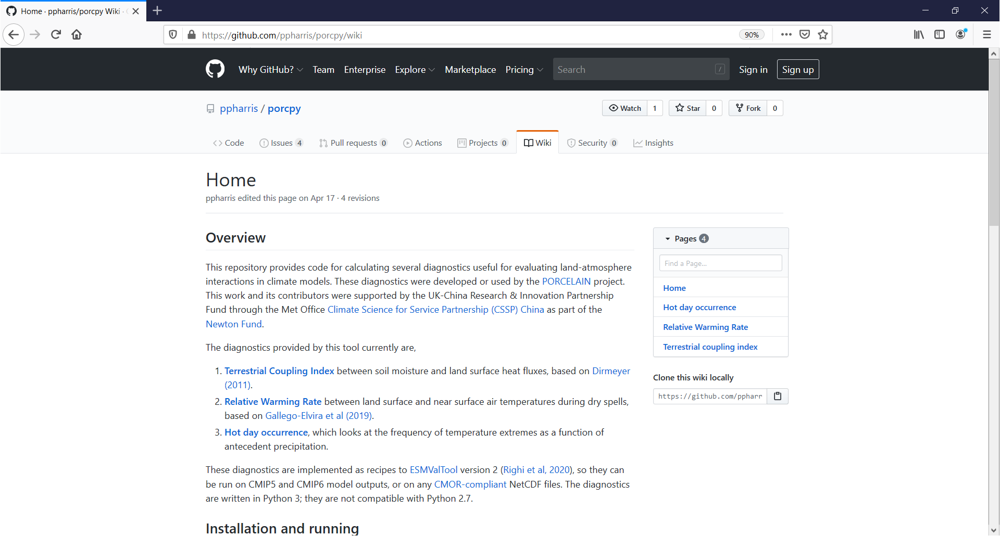 Home · ppharris/porcpy Wiki ·
https://github.com/ppharris/porcpy/wiki
90%
Why GitHub? Team Enterprise Explore Marketplace Pricing Search / Sign in Sign up
ppharris / porcpy
Watch 1 Star 0 Fork 0
Code Issues 4 Pull requests 0 Actions Projects 0 Wiki Security 0 Insights
Home
ppharris edited this page on Apr 17 · 4 revisions
Overview
This repository provides code for calculating several diagnostics useful for evaluating land-atmosphere
interactions in climate models. These diagnostics were developed or used by the PORCELAIN project.
This work and its contributors were supported by the UK-China Research & Innovation Partnership
Fund through the Met Office Climate Science for Service Partnership (CSSP) China as part of the
Newton Fund.
The diagnostics provided by this tool currently are,
1. Terrestrial Coupling Index between soil moisture and land surface heat fluxes, based on Dirmeyer
(2011).
2. Relative Warming Rate between land surface and near surface air temperatures during dry spells,
based on Gallego-Elvira et al (2019).
3. Hot day occurrence, which looks at the frequency of temperature extremes as a function of
antecedent precipitation.
These diagnostics are implemented as recipes to ESMValTool version 2 (Righi et al, 2020), so they can
be run on CMIP5 and CMIP6 model outputs, or on any CMOR-compliant NetCDF files. The diagnostics
are written in Python 3; they are not compatible with Python 2.7.
Installation and running
Pages 4
Find a Page...
Home
Hot day occurrence
Relative Warming Rate
Terrestrial coupling index
Clone this wiki locally
https://github.com/ppharr